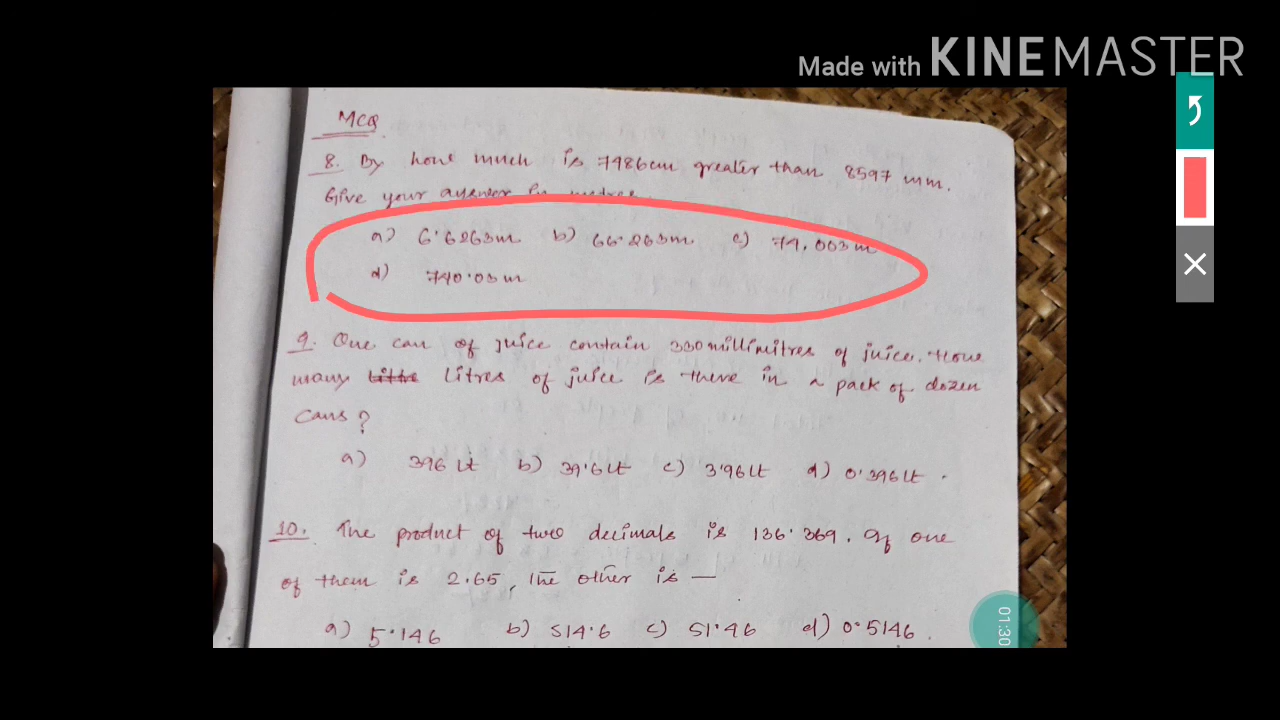 Made with KINEMASTER
MCQ
8. By how much is 7486cm greater than 8597 mm.
Give your answer in metres.
a) 6.6263m b) 66.263m c) 74.003m
d) 740.03m
9. One can of juice contain 330 millimitres of juice. How
many litres of juice is there in a pack of dozen
cans?
a) 396 lt b) 39.6lt c) 3.96lt d) 0.396lt.
10. The product of two decimals is 136.369. If one
of them is 2.65, the other is —
a) 5.146 b) 514.6 c) 51.46 d) 0.5146.
01:30